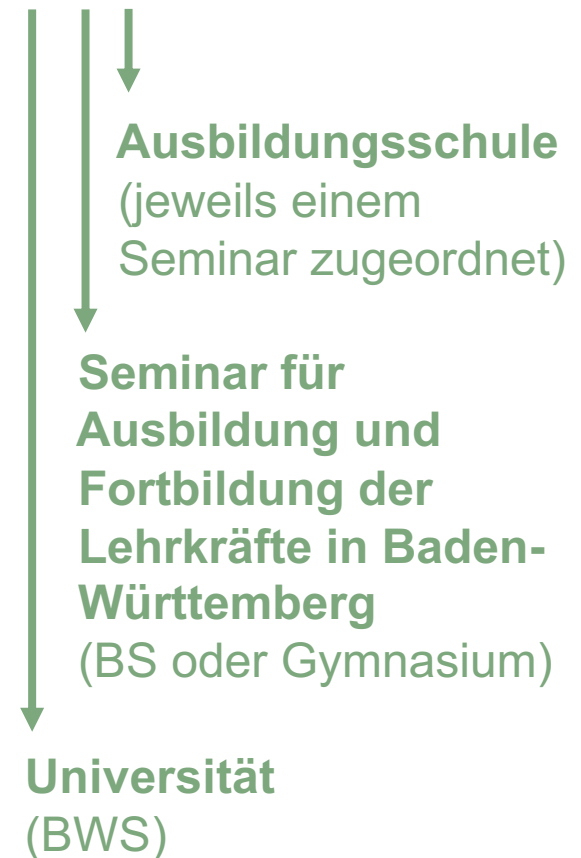 Ausbildungsschule
(jeweils einem
Seminar zugeordnet)
Seminar für
Ausbildung und
Fortbildung der
Lehrkräfte in Baden-
Württemberg
(BS oder Gymnasium)
Universität
(BWS)